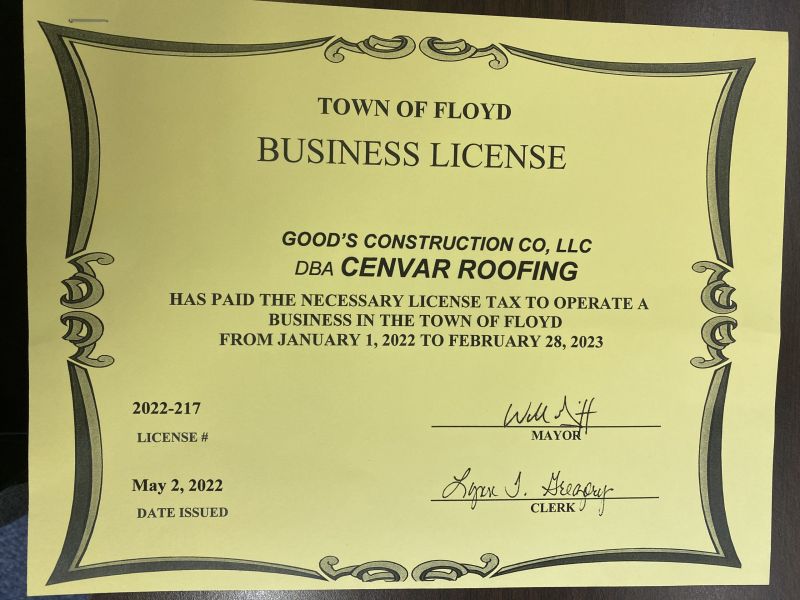 TOWN OF FLOYD
BUSINESS LICENSE
GOOD'S CONSTRUCTION CO, LLC
DBA CENVAR ROOFING
HAS PAID THE NECESSARY LICENSE TAX TO OPERATE A
BUSINESS IN THE TOWN OF FLOYD
FROM JANUARY 1, 2022 TO FEBRUARY 28, 2023
2022-217
LICENSE #
Will
MAYOR
May 2, 2022
DATE ISSUED
Gregory
CLERK